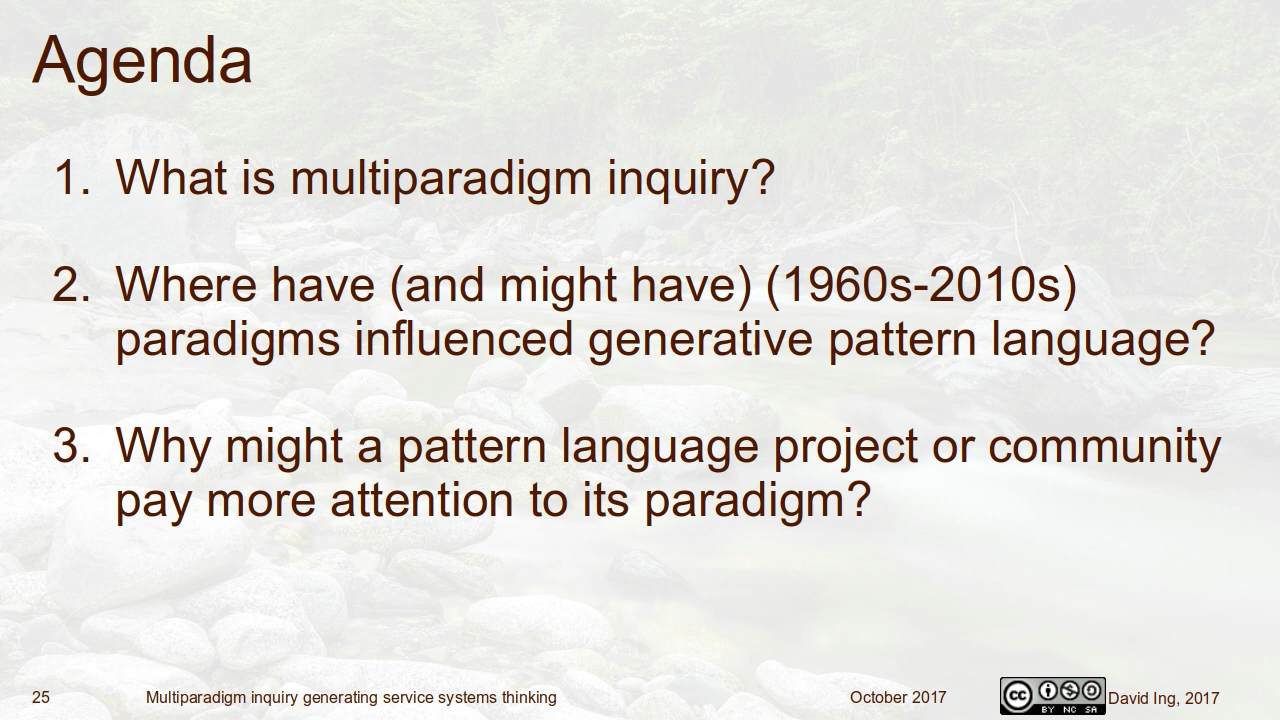 Agenda
1. What is multiparadigm inquiry?
2. Where have (and might have) (1960s-2010s)
paradigms influenced generative pattern language?
3. Why might a pattern language project or community
pay more attention to its paradigm?
25 Multiparadigm inquiry generating service systems thinking October 2017 cc BY NC SA David Ing, 2017